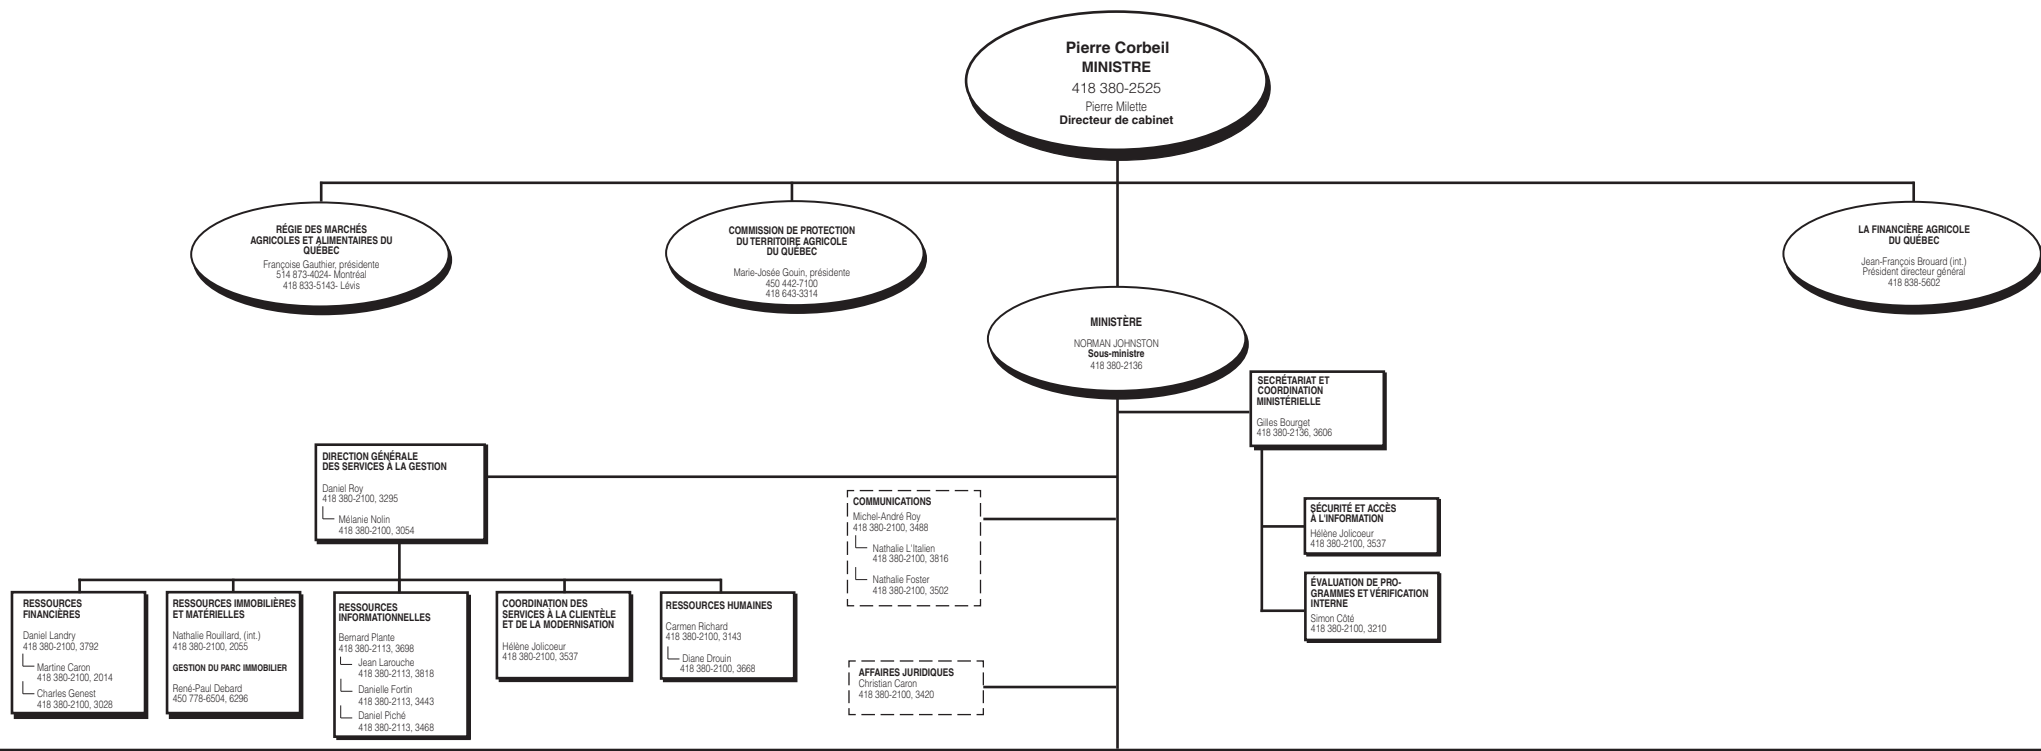 Pierre Corbeil
MINISTRE
418 380-2525
Pierre Milette
Directeur de cabinet
RÉGIE DES MARCHÉS
AGRICOLES ET ALIMENTAIRES DU
QUÉBEC
Françoise Gauthier, présidente
514 873-4024- Montréal
418 833-5143- Lévis
COMMISSION DE PROTECTION
DU TERRITOIRE AGRICOLE
DU QUÉBEC
Marie-Josée Gouin, présidente
450 442-7100
418 643-3314
LA FINANCIÈRE AGRICOLE
DU QUÉBEC
Jean-François Brouard (int.)
Président directeur général
418 838-5602
MINISTÈRE
NORMAN JOHNSTON
Sous-ministre
418 380-2136
SECRÉTARIAT ET
COORDINATION
MINISTÉRIELLE
Gilles Bourget
418 380-2136, 3606
DIRECTION GÉNÉRALE
DES SERVICES À LA GESTION
Daniel Roy
418 380-2100, 3295
Mélanie Nolin
418 380-2100, 3054
COMMUNICATIONS
Michel-André Roy
418 380-2100, 3488
Nathalie L'Italien
418 380-2100, 3816
Nathalie Foster
418 380-2100, 3502
SÉCURITÉ ET ACCÈS
À L'INFORMATION
Hélène Jolicoeur
418 380-2100, 3537
ÉVALUATION DE PRO-
GRAMMES ET VÉRIFICATION
INTERNE
Simon Côté
418 380-2100, 3210
RESSOURCES
FINANCIÈRES
Daniel Landry
418 380-2100, 3792
Martine Caron
418 380-2100, 2014
Charles Genest
418 380-2100, 3028
RESSOURCES IMMOBILIÈRES
ET MATÉRIELLES
Nathalie Rouillard, (int.)
418 380-2100, 2055
GESTION DU PARC IMMOBILIER
René-Paul Debard
450 778-6504, 6296
RESSOURCES
INFORMATIONNELLES
Bernard Plante
418 380-2113, 3698
Jean Larouche
418 380-2113, 3818
Danielle Fortin
418 380-2113, 3443
Daniel Piché
418 380-2113, 3468
COORDINATION DES
SERVICES À LA CLIENTÈLE
ET DE LA MODERNISATION
Hélène Jolicoeur
418 380-2100, 3537
RESSOURCES HUMAINES
Carmen Richard
418 380-2100, 3143
Diane Drouin
418 380-2100, 3668
AFFAIRES JURIDIQUES
Christian Caron
418 380-2100, 3420